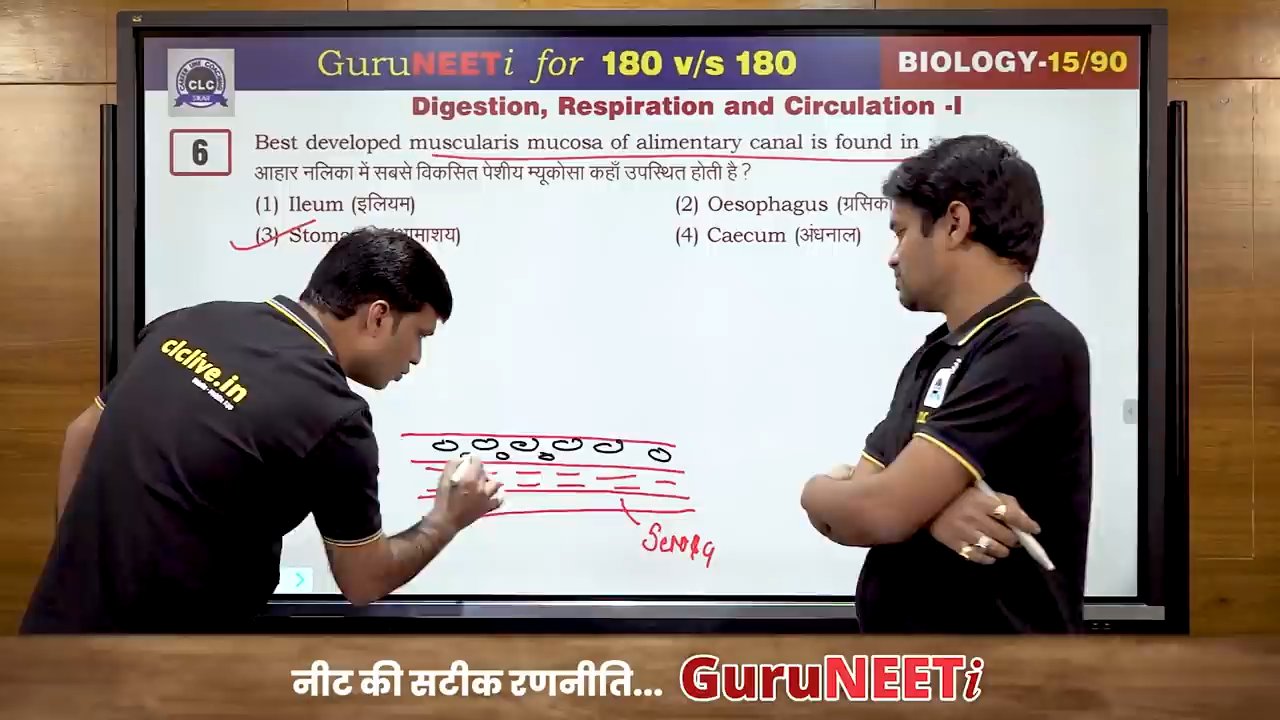 GuruNEETi for 180 v/s 180
BIOLOGY-15/90
CLC
SIKAR
Digestion, Respiration and Circulation -I
6
Best developed muscularis mucosa of alimentary canal is found in
आहार नलिका में सबसे विकसित पेशीय म्यूकोसा कहाँ उपस्थित होती है ?
(1) Ileum (इलियम)
(2) Oesophagus
(3)
(4) Caecum (अंधनाल)
clclive.in
Serosa
नीट की सटीक रणनीति... GuruNEETi